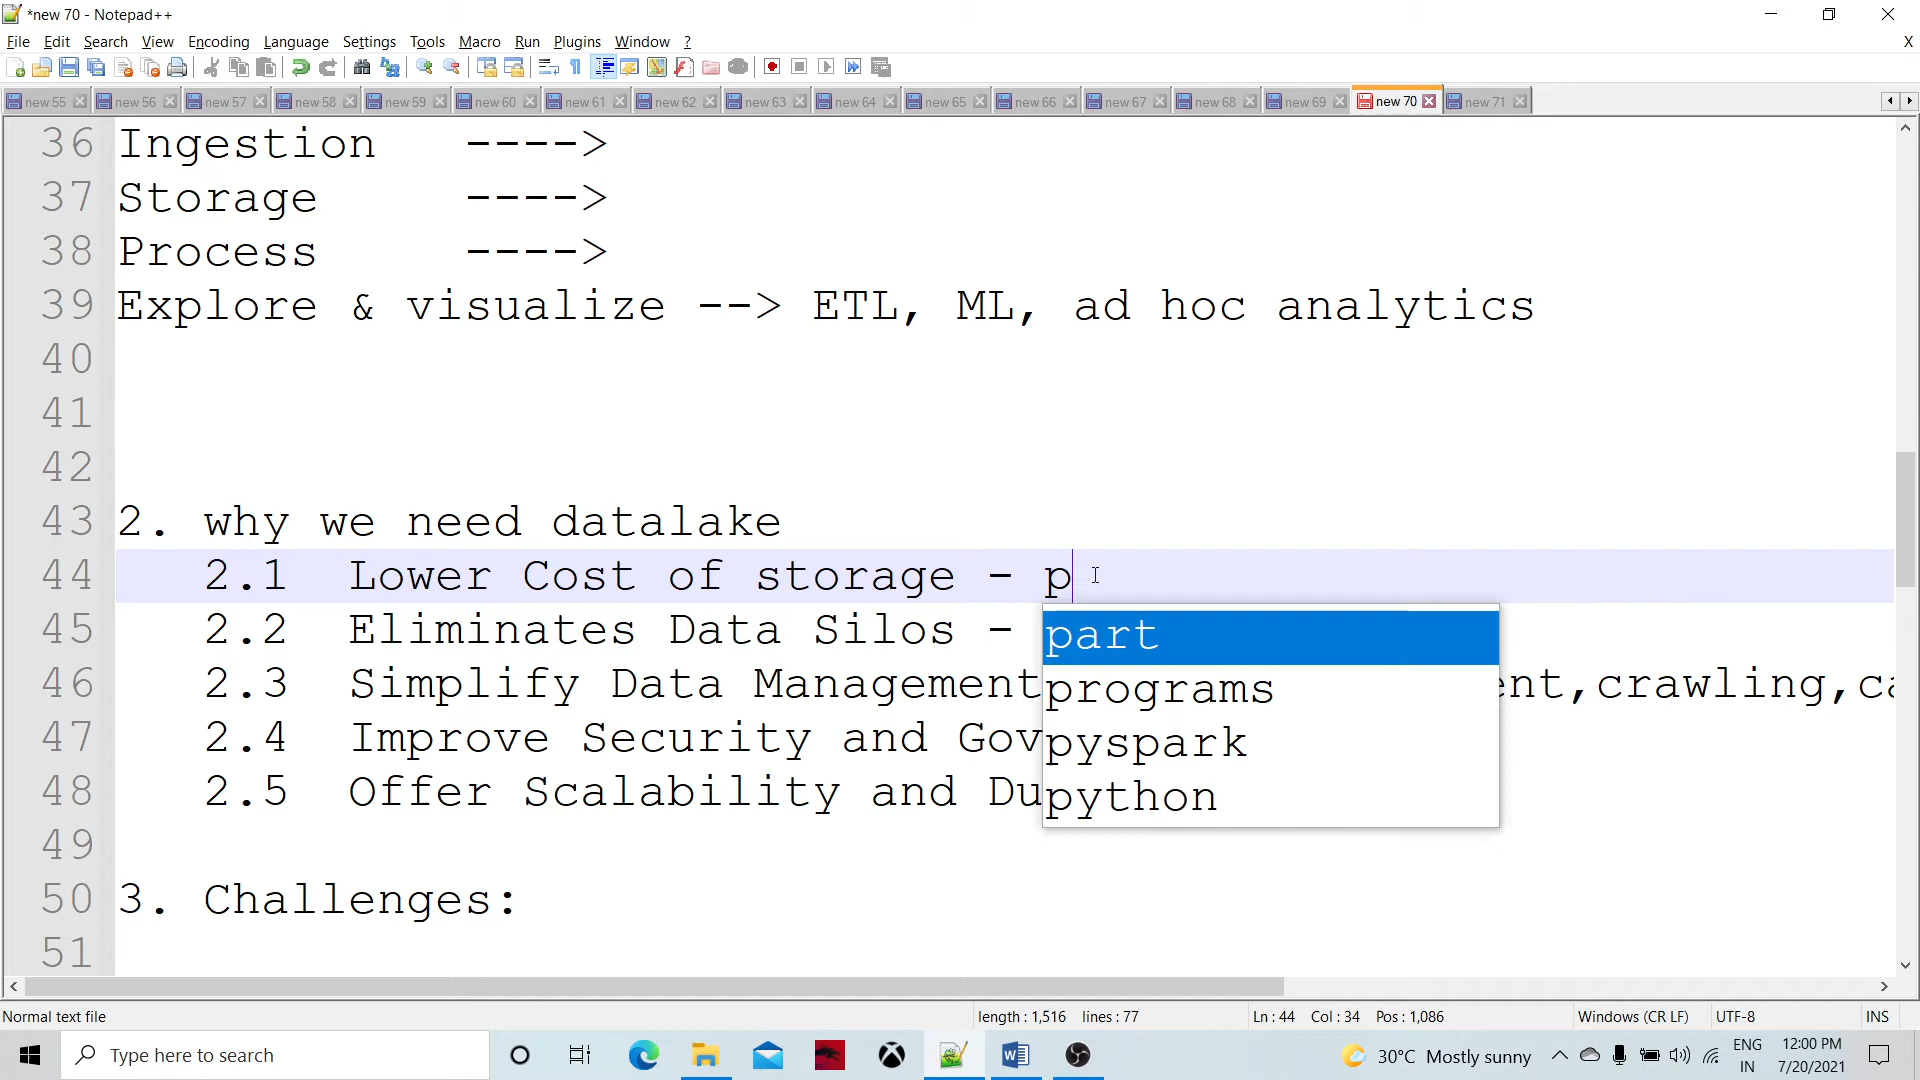 *new 70 - Notepad++
File Edit Search View Encoding Language Settings Tools Macro Run Plugins Window ? X
new 55 new 56 new 57 new 58 new 59 new 60 new 61 new 62 new 63 new 64 new 65 new 66 new 67 new 68 new 69 new 70 new 71
36 Ingestion ---->
37 Storage ---->
38 Process ---->
39 Explore & visualize --> ETL, ML, ad hoc analytics
40
41
42
43 2. why we need datalake
44 2.1 Lower Cost of storage - p
45 2.2 Eliminates Data Silos -
46 2.3 Simplify Data Management ent,crawling,ca
47 2.4 Improve Security and Gov
48 2.5 Offer Scalability and Du
part
programs
pyspark
python
49
50 3. Challenges:
51
Normal text file length : 1,516 lines : 77 Ln : 44 Col : 34 Pos : 1,086 Windows (CR LF) UTF-8 INS
Type here to search 30°C Mostly sunny ENG IN 12:00 PM 7/20/2021